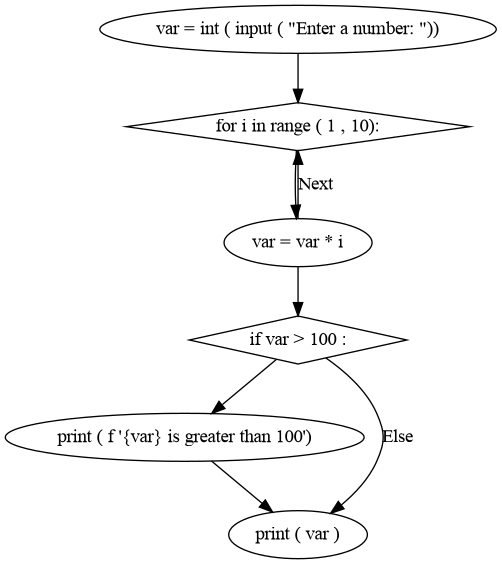 var = int ( input ( "Enter a number: "))
for i in range ( 1 , 10):
Next
var = var * i
if var > 100 :
print ( f '{var} is greater than 100')
Else
print ( var )